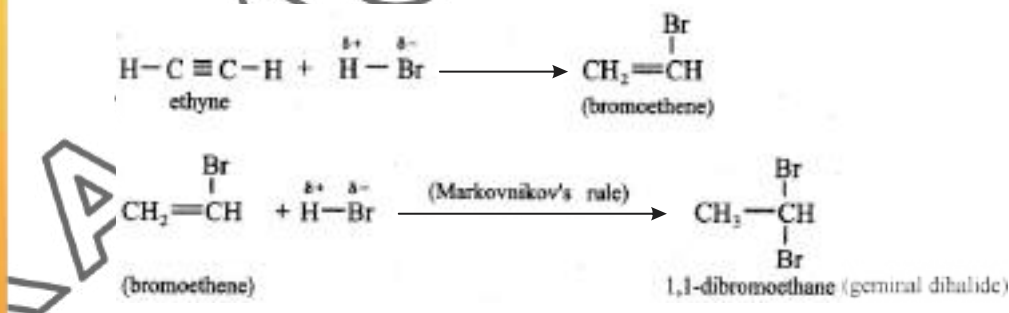 Br
δ+ δ-
H-C≡C-H + H-Br ⟶ CH₂=CH
ethyne
(bromoethene)
Br
δ+ δ-
CH₂=CH + H-Br (Markovnikov's rule) ⟶ CH₃-CH
Br
Br
(bromoethene)
1,1-dibromoethane (geminal dihalide)